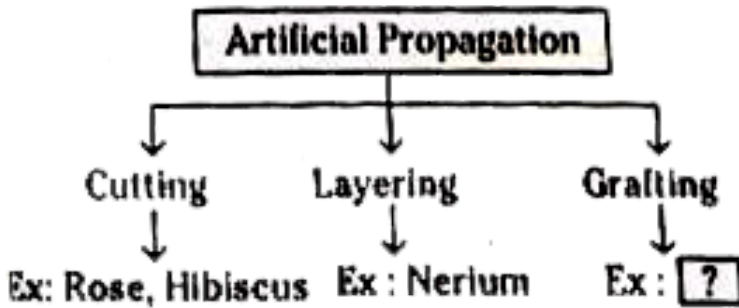 Artificial Propagation
Cutting Layering Grafting
Ex: Rose, Hibiscus Ex : Nerium Ex : ?